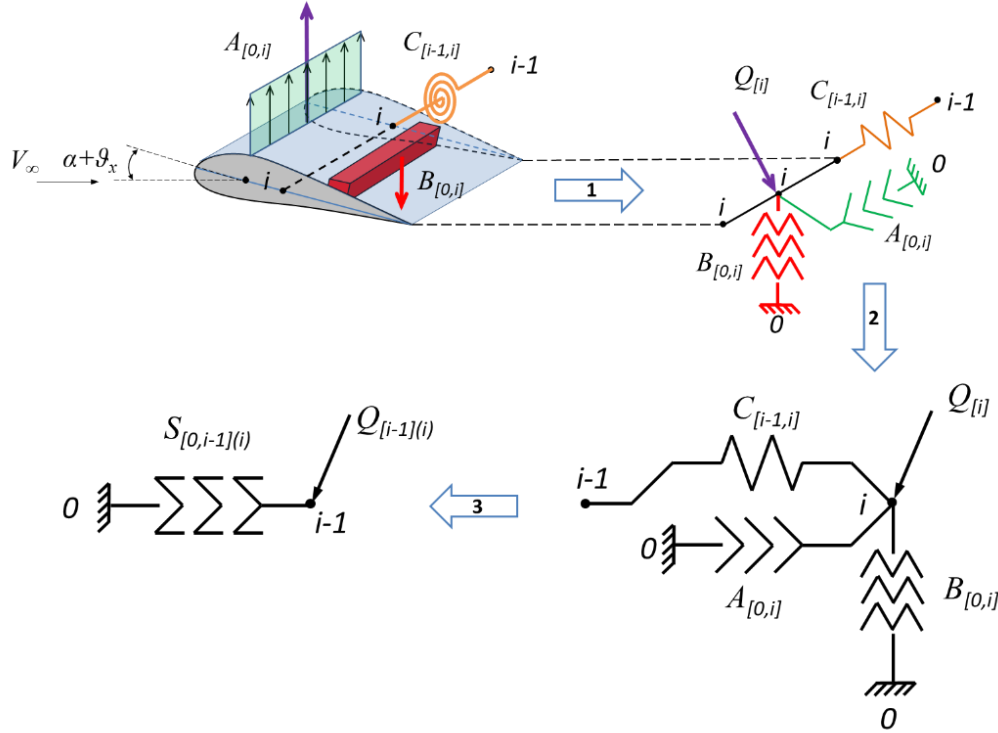 A[0,i]
C[i-1,i]
i-1
V∞
α+ϑx
i
i
B[0,i]
1
Q[i]
C[i-1,i]
i-1
0
i
i
i
A[0,i]
B[0,i]
0
2
S[0,i-1](i)
Q[i-1](i)
0
i-1
3
C[i-1,i]
Q[i]
i-1
i
0
A[0,i]
B[0,i]
0